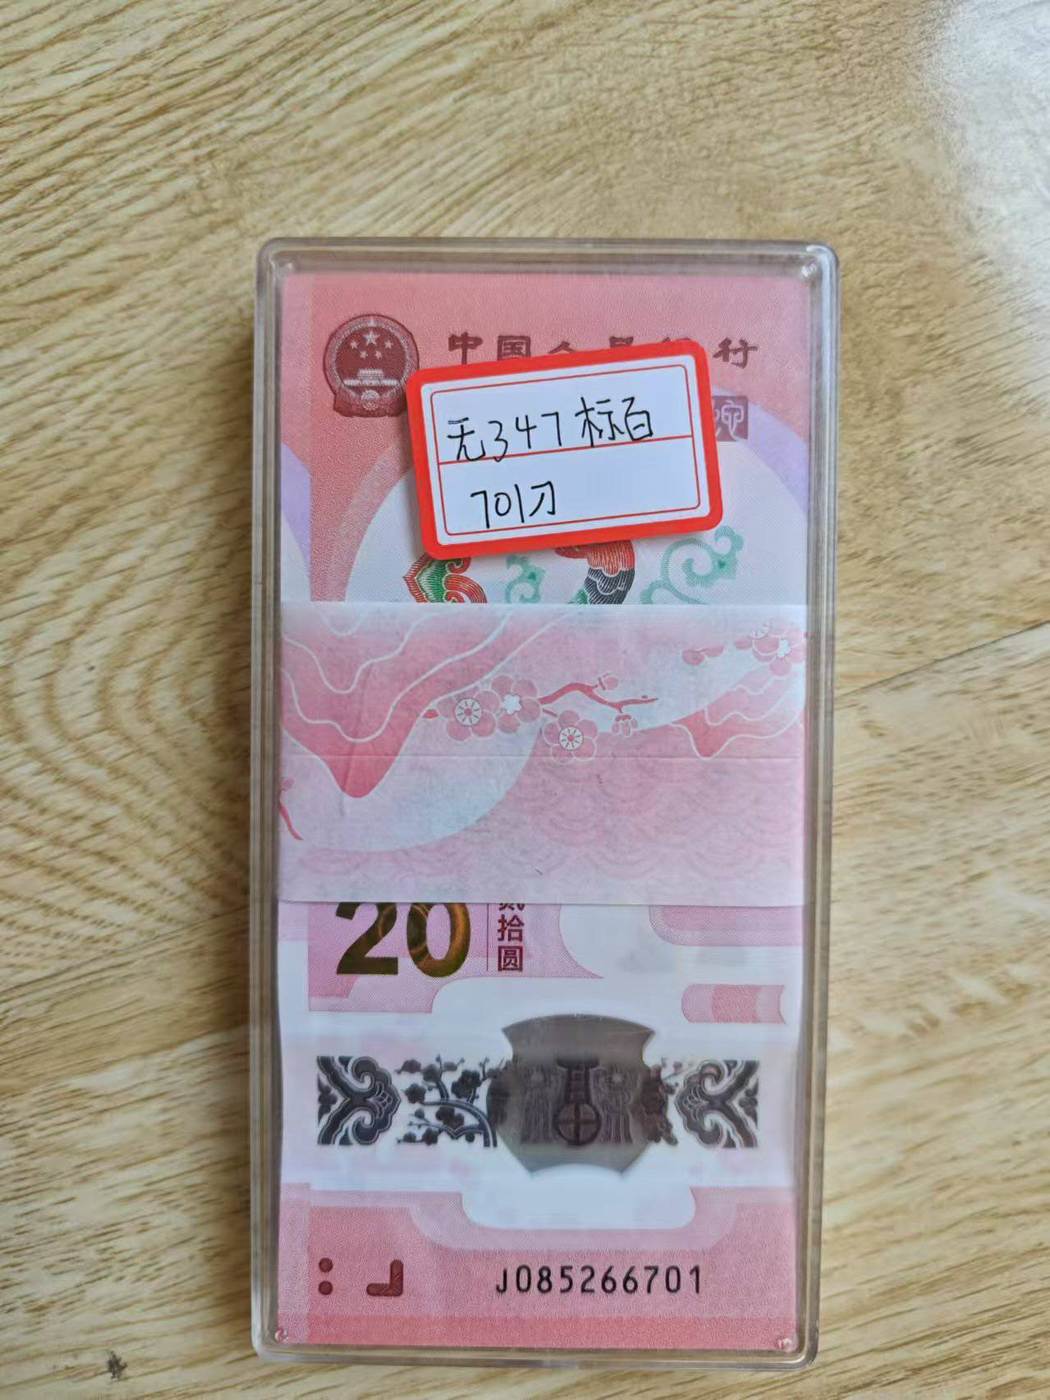 中国人民银行
无347标百
701刀
20
贰拾圆
J085266701